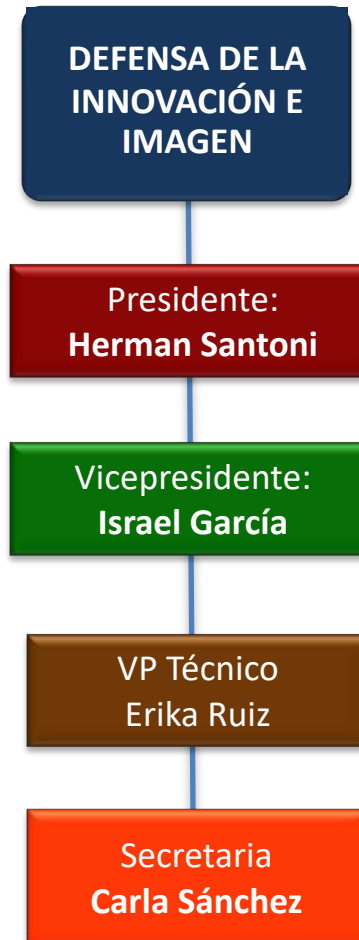 DEFENSA DE LA
INNOVACIÓN E
IMAGEN
Presidente:
Herman Santoni
Vicepresidente:
Israel García
VP Técnico
Erika Ruiz
Secretaria
Carla Sánchez